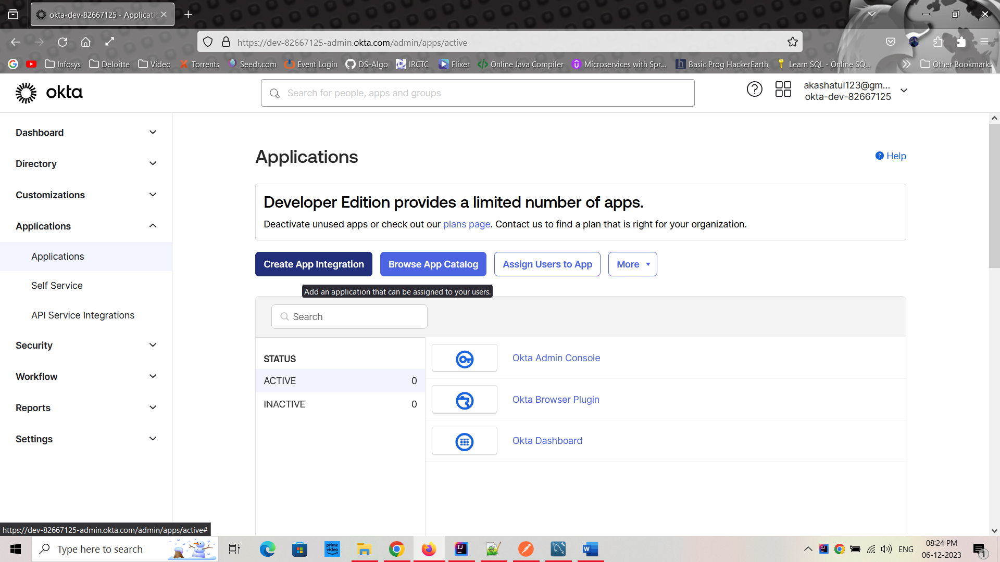 okta-dev-82667125 - Applicatic
https://dev-82667125-admin.okta.com/admin/apps/active
Infosys
Deloitte
Video
Torrents
Seedr.com
Event Login
DS-Algo
IRCTC
Flixer
Online Java Compiler
Microservices with Spr...
Basic Prog HackerEarth
Learn SQL - Online SQ...
Other Bookmarks
okta
Search for people, apps and groups
akashatul123@gm...
okta-dev-82667125
Dashboard
Directory
Customizations
Applications
Applications
Self Service
API Service Integrations
Security
Workflow
Reports
Settings
Applications
Help
Developer Edition provides a limited number of apps.
Deactivate unused apps or check out our plans page. Contact us to find a plan that is right for your organization.
Create App Integration
Browse App Catalog
Assign Users to App
More
Add an application that can be assigned to your users.
Search
STATUS
ACTIVE 0
INACTIVE 0
Okta Admin Console
Okta Browser Plugin
Okta Dashboard
https://dev-82667125-admin.okta.com/admin/apps/active#
Type here to search
prime video
ENG
08:24 PM
06-12-2023
1